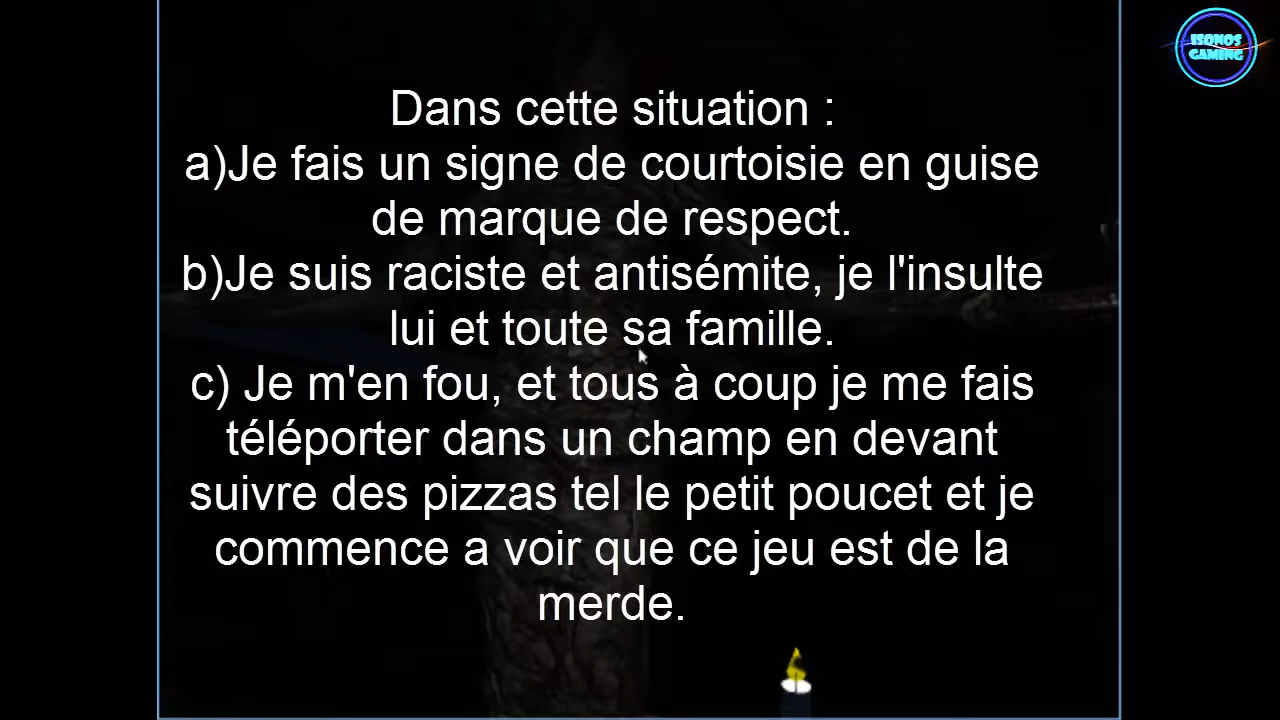 ISONOS
GAMING
Dans cette situation :
a)Je fais un signe de courtoisie en guise
de marque de respect.
b)Je suis raciste et antisémite, je l'insulte
lui et toute sa famille.
c) Je m'en fou, et tous à coup je me fais
téléporter dans un champ en devant
suivre des pizzas tel le petit poucet et je
commence a voir que ce jeu est de la
merde.